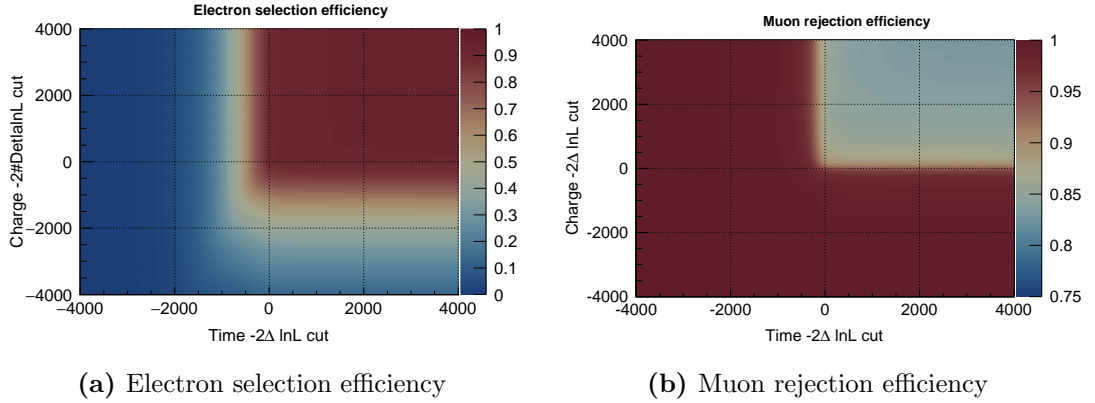 Electron selection efficiency
4000
2000
0
−2000
−4000
−4000 −2000 0 2000 4000
Charge -2#DetlalnL cut
Time -2Δ lnL cut
1
0.9
0.8
0.7
0.6
0.5
0.4
0.3
0.2
0.1
0
(a) Electron selection efficiency
Muon rejection efficiency
4000
2000
0
-2000
-4000
-4000 -2000 0 2000 4000
Charge -2Δ lnL cut
Time -2Δ lnL cut
1
0.95
0.9
0.85
0.8
0.75
(b) Muon rejection efficiency